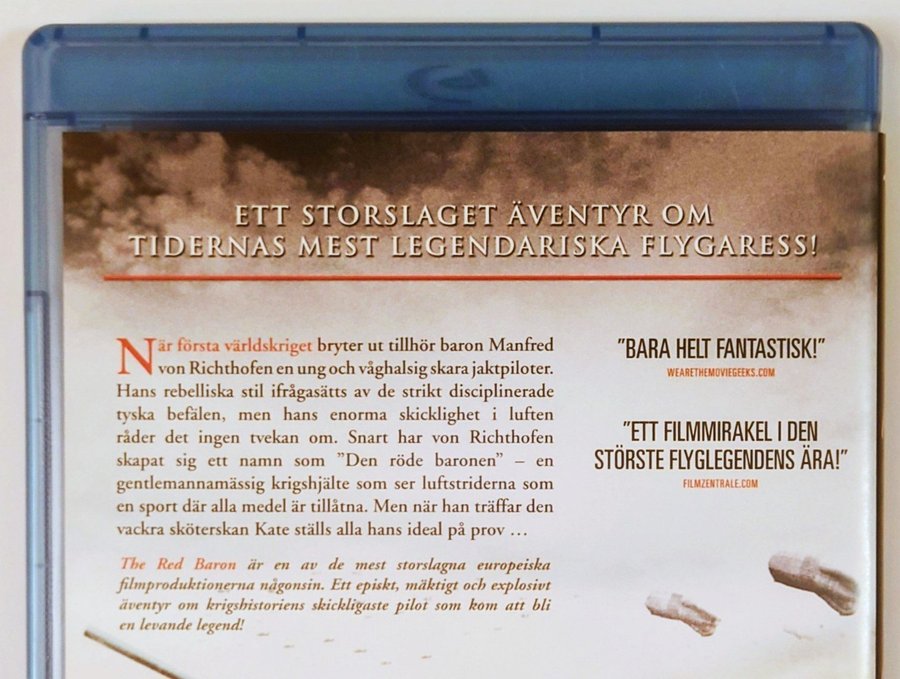 ETT STORSLAGET ÄVENTYR OM
TIDERNAS MEST LEGENDARISKA FLYGARESS!
När första världskriget bryter ut tillhör baron Manfred
von Richthofen en ung och våghalsig skara jaktpiloter.
Hans rebelliska stil ifrågasätts av de strikt disciplinerade
tyska befälen, men hans enorma skicklighet i luften
råder det ingen tvekan om. Snart har von Richthofen
skapat sig ett namn som ”Den röde baronen” – en
gentlemannamässig krigshjälte som ser luftstriderna som
en sport där alla medel är tillåtna. Men när han träffar den
vackra sköterskan Kate ställs alla hans ideal på prov …
The Red Baron är en av de mest storslagna europeiska
filmproduktionerna någonsin. Ett episkt, mäktigt och explosivt
äventyr om krigshistoriens skickligaste pilot som kom att bli
en levande legend!
”BARA HELT FANTASTISK!”
WEARETHEMOVIEGEEKS.COM
”ETT FILMMIRAKEL I DEN
STÖRSTE FLYGLEGENDENS ÄRA!”
FILMZENTRALE.COM